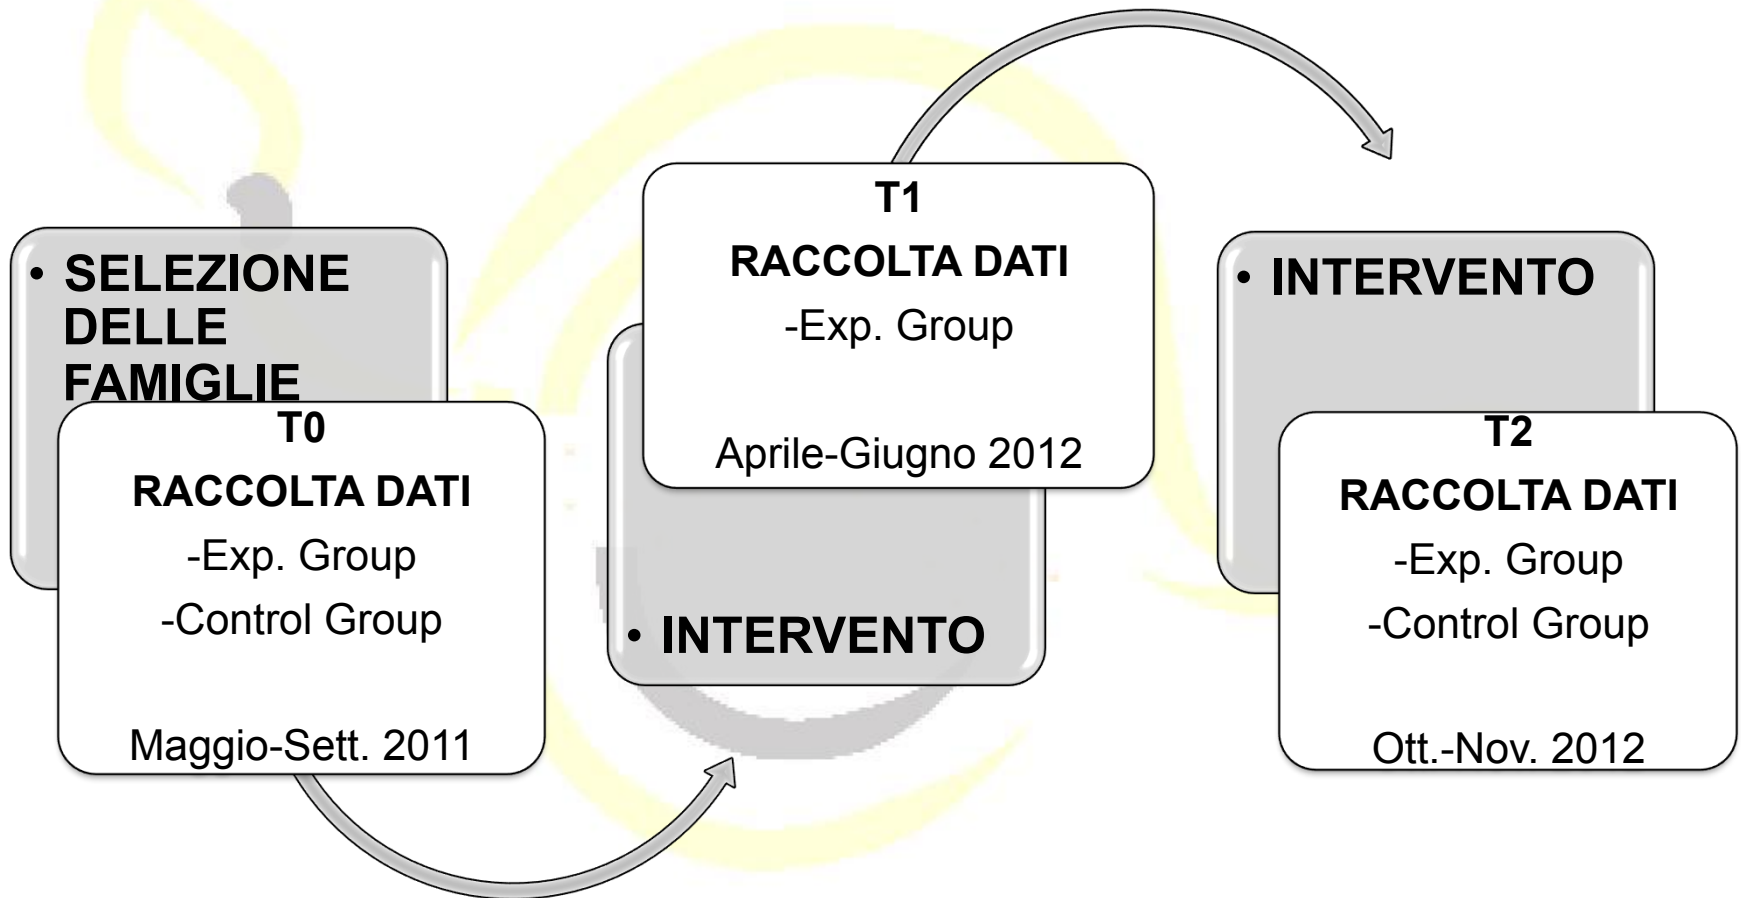 • SELEZIONE
DELLE
FAMIGLIE
T0
RACCOLTA DATI
-Exp. Group
-Control Group
Maggio-Sett. 2011
T1
RACCOLTA DATI
-Exp. Group
Aprile-Giugno 2012
• INTERVENTO
• INTERVENTO
T2
RACCOLTA DATI
-Exp. Group
-Control Group
Ott.-Nov. 2012